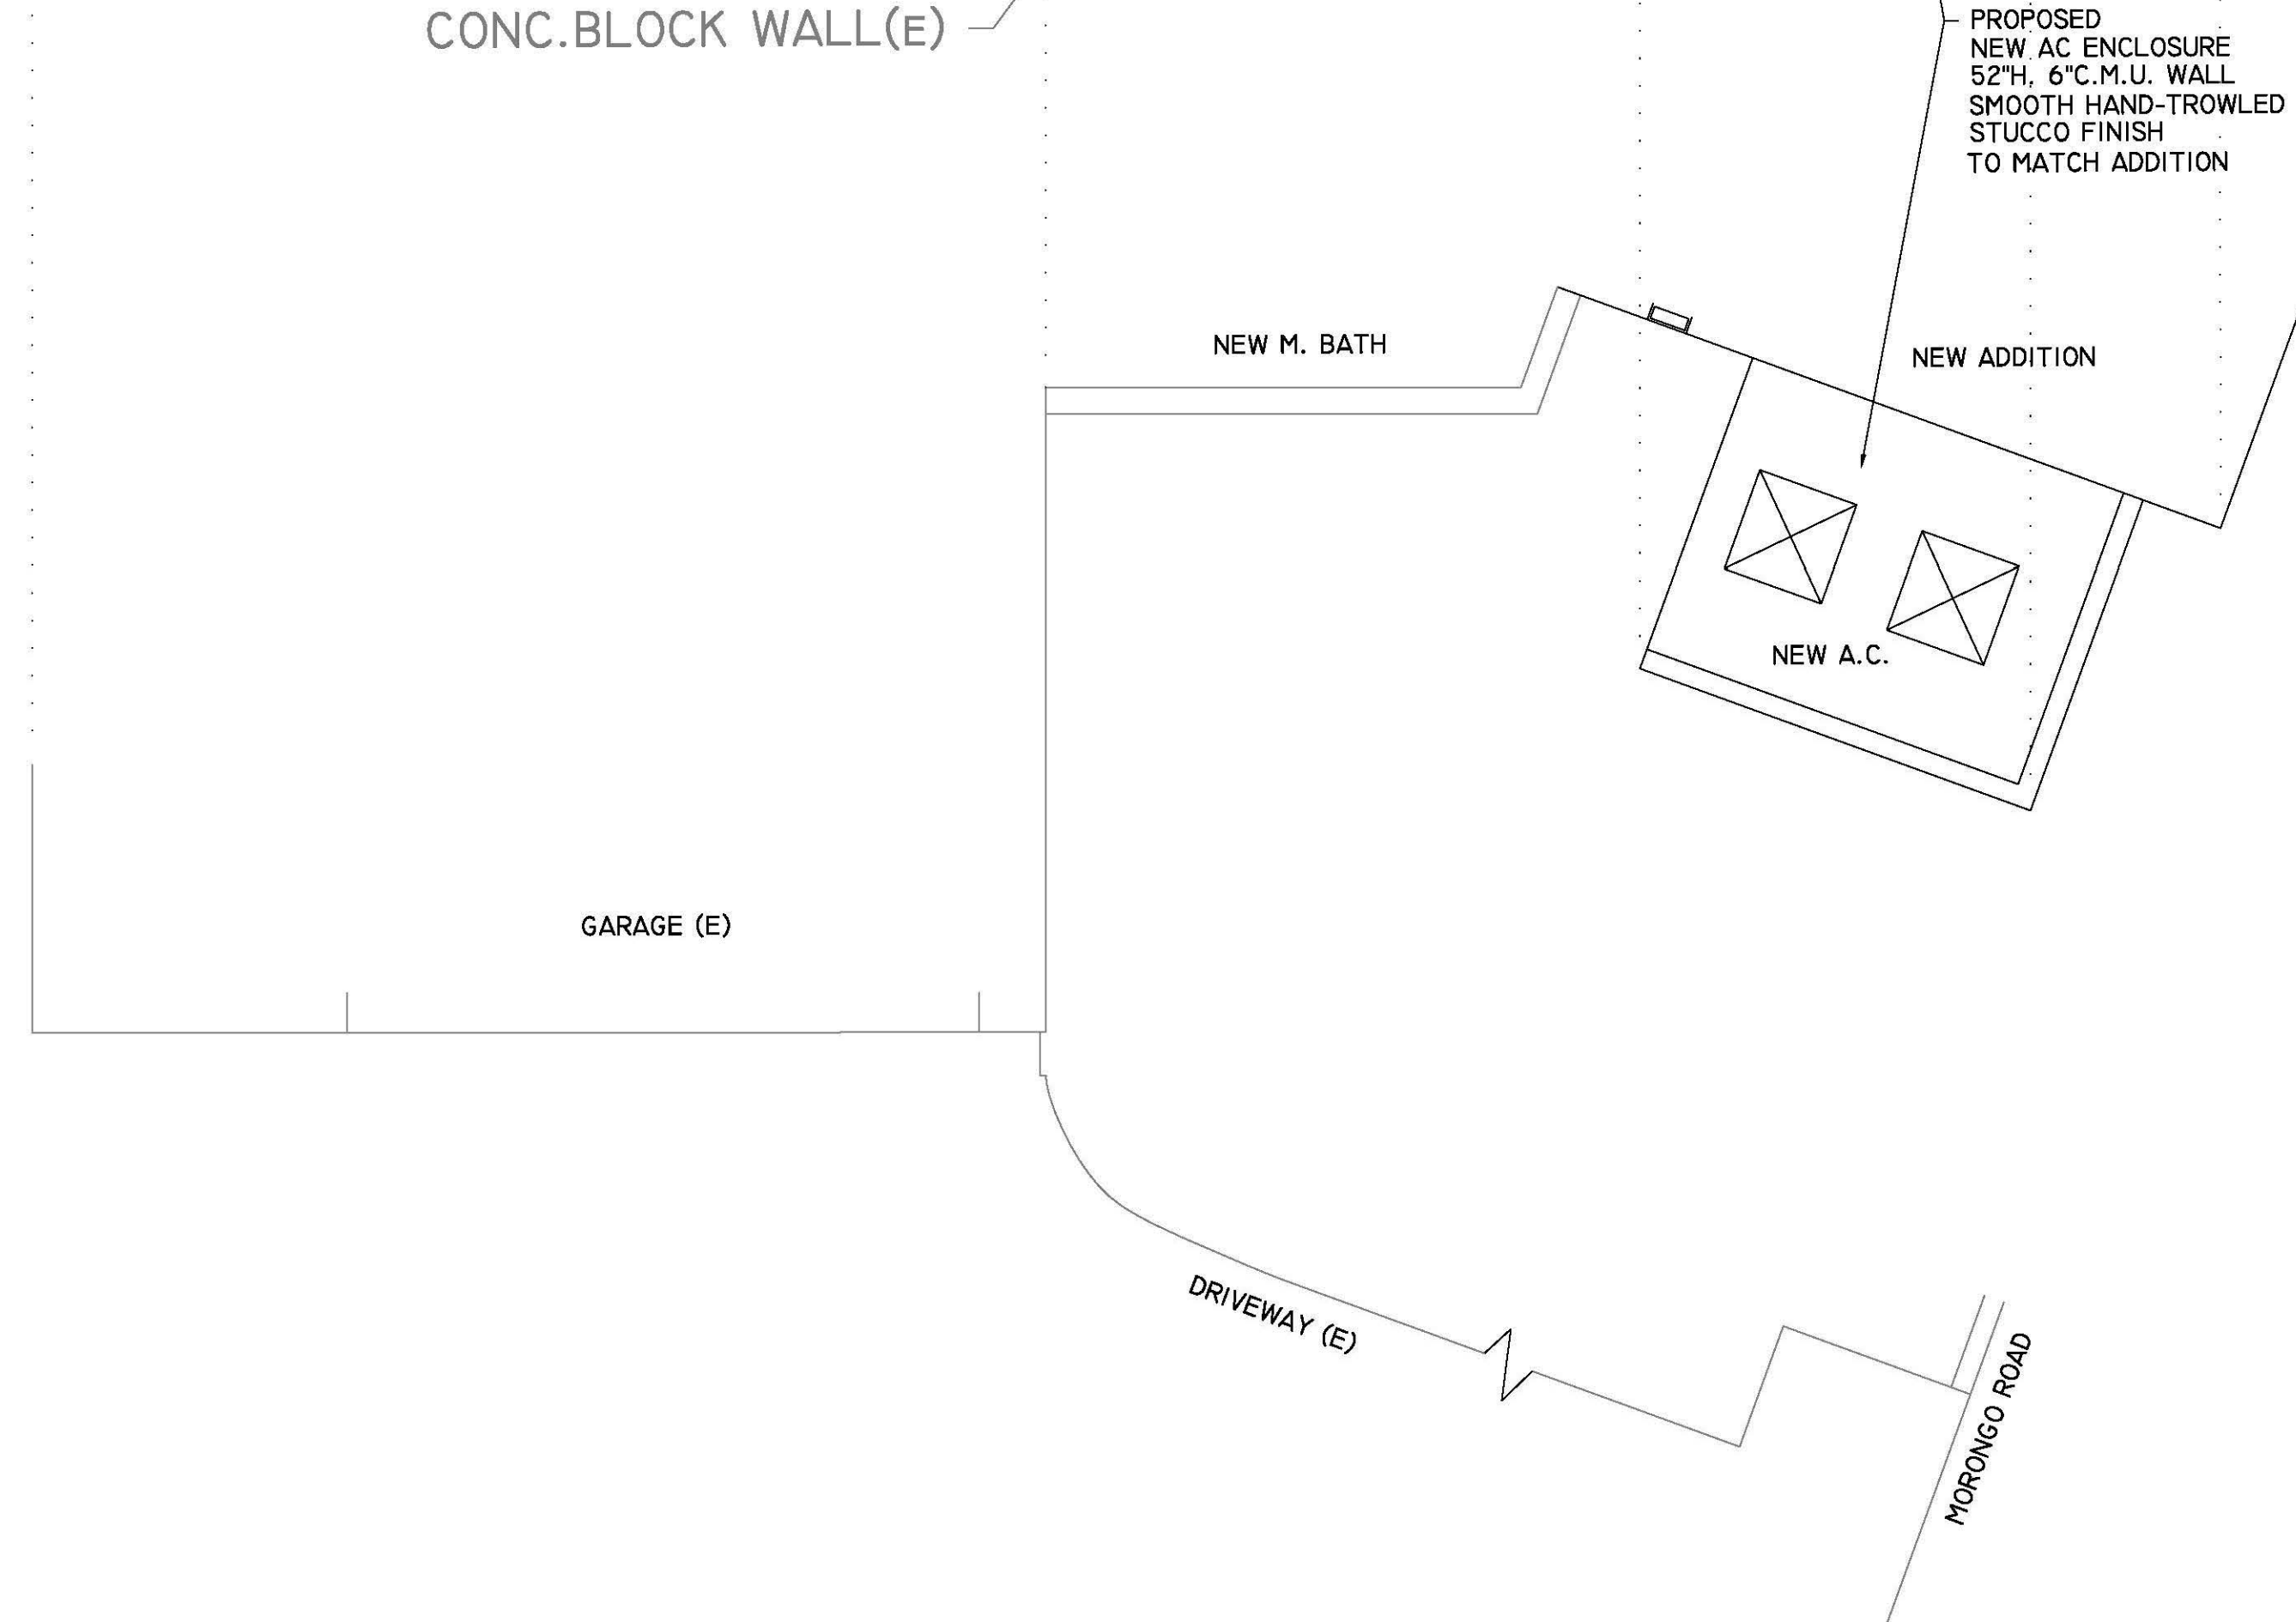 CONC.BLOCK WALL(E)
PROPOSED
NEW AC ENCLOSURE
52"H, 6"C.M.U. WALL
SMOOTH HAND-TROWLED
STUCCO FINISH
TO MATCH ADDITION
NEW M. BATH
NEW ADDITION
NEW A.C.
GARAGE (E)
DRIVEWAY (E)
MORONGO ROAD